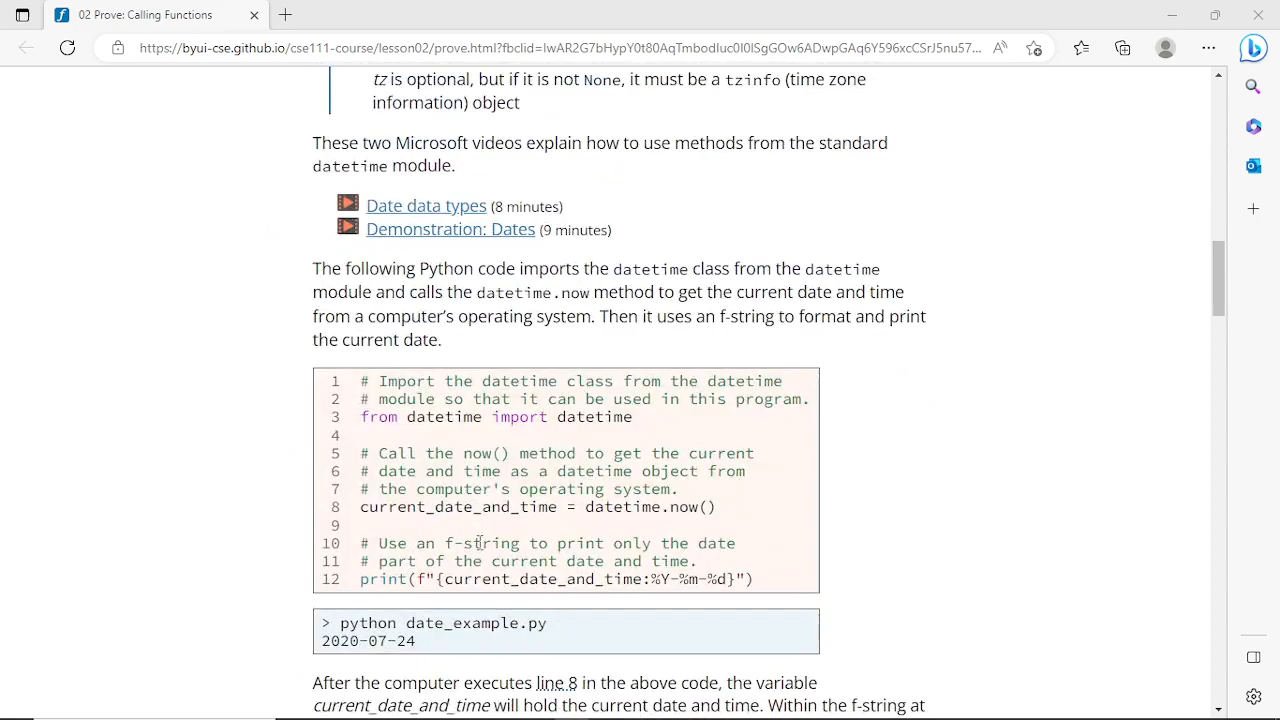 02 Prove: Calling Functions
https://byui-cse.github.io/cse111-course/lesson02/prove.html?fbclid=IwAR2G7bHypY0t80AqTmbodIuc0I0ISgGOw6ADwpGAq6Y596xcCSrJ5nu57...
tz is optional, but if it is not None, it must be a tzinfo (time zone
information) object
These two Microsoft videos explain how to use methods from the standard
datetime module.
Date data types (8 minutes)
Demonstration: Dates (9 minutes)
The following Python code imports the datetime class from the datetime
module and calls the datetime.now method to get the current date and time
from a computer’s operating system. Then it uses an f-string to format and print
the current date.
1 # Import the datetime class from the datetime
2 # module so that it can be used in this program.
3 from datetime import datetime
4
5 # Call the now() method to get the current
6 # date and time as a datetime object from
7 # the computer's operating system.
8 current_date_and_time = datetime.now()
9
10 # Use an f-string to print only the date
11 # part of the current date and time.
12 print(f"{current_date_and_time:%Y-%m-%d}")
> python date_example.py
2020-07-24
After the computer executes line 8 in the above code, the variable
current_date_and_time will hold the current date and time. Within the f-string at